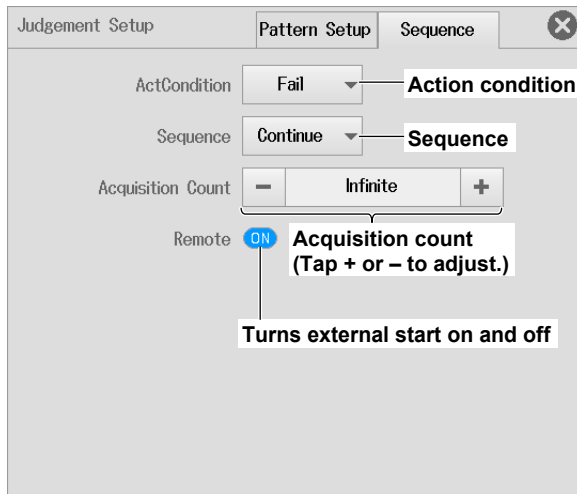 Judgement Setup
Pattern Setup
Sequence
ActCondition
Fail
Action condition
Sequence
Continue
Sequence
Acquisition Count
−
Infinite
+
Remote
ON
Acquisition count
(Tap + or – to adjust.)
Turns external start on and off